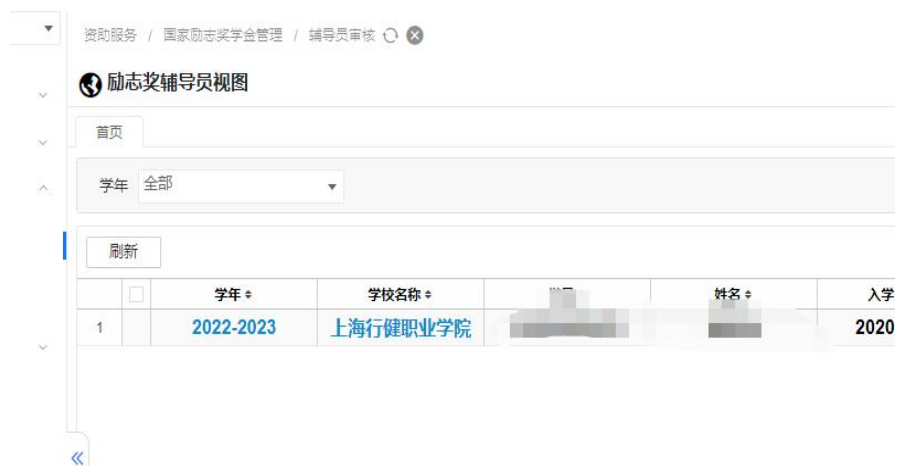 资助服务 / 国家励志奖学金管理 / 辅导员审核
励志奖辅导员视图
首页
学年 全部
刷新
学年 学校名称 姓名 入学
1 2022-2023 上海行健职业学院 2020